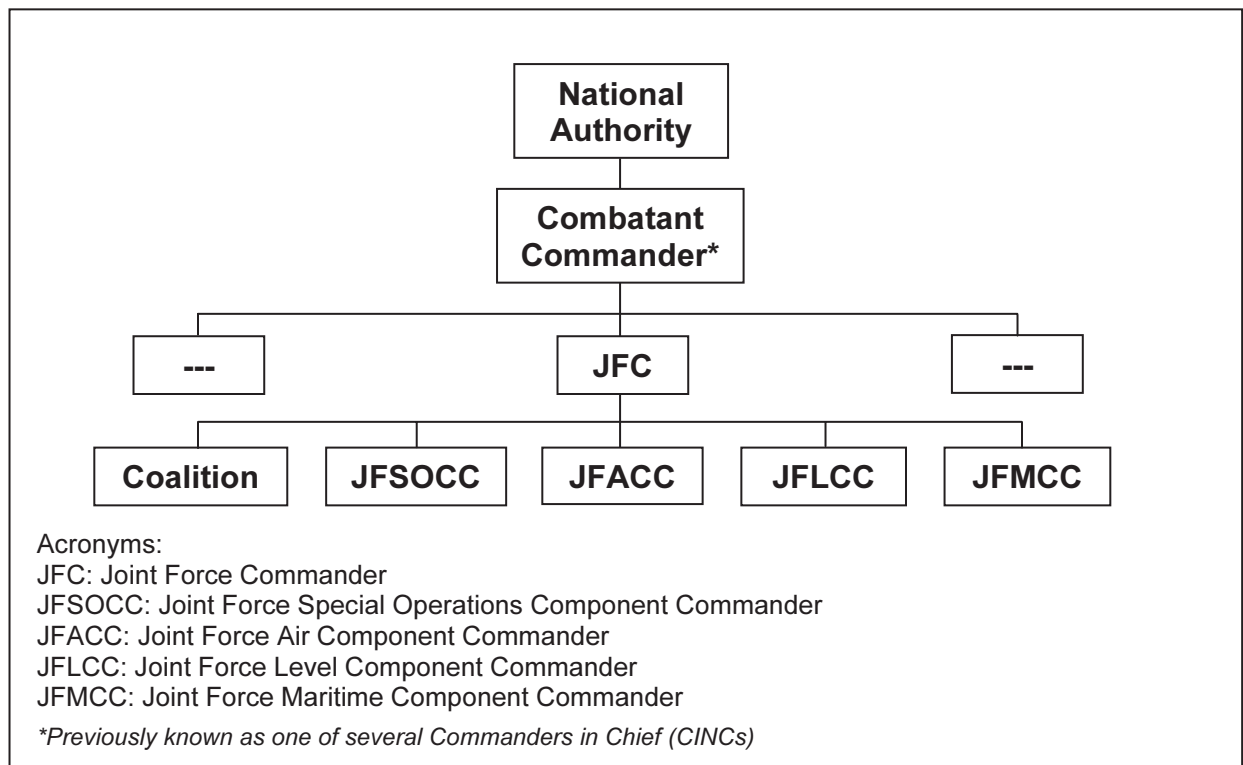 National
Authority
Combatant
Commander*
---
JFC
---
Coalition
JFSOCC
JFACC
JFLCC
JFMCC
Acronyms:
JFC: Joint Force Commander
JFSOCC: Joint Force Special Operations Component Commander
JFACC: Joint Force Air Component Commander
JFLCC: Joint Force Level Component Commander
JFMCC: Joint Force Maritime Component Commander
*Previously known as one of several Commanders in Chief (CINCs)